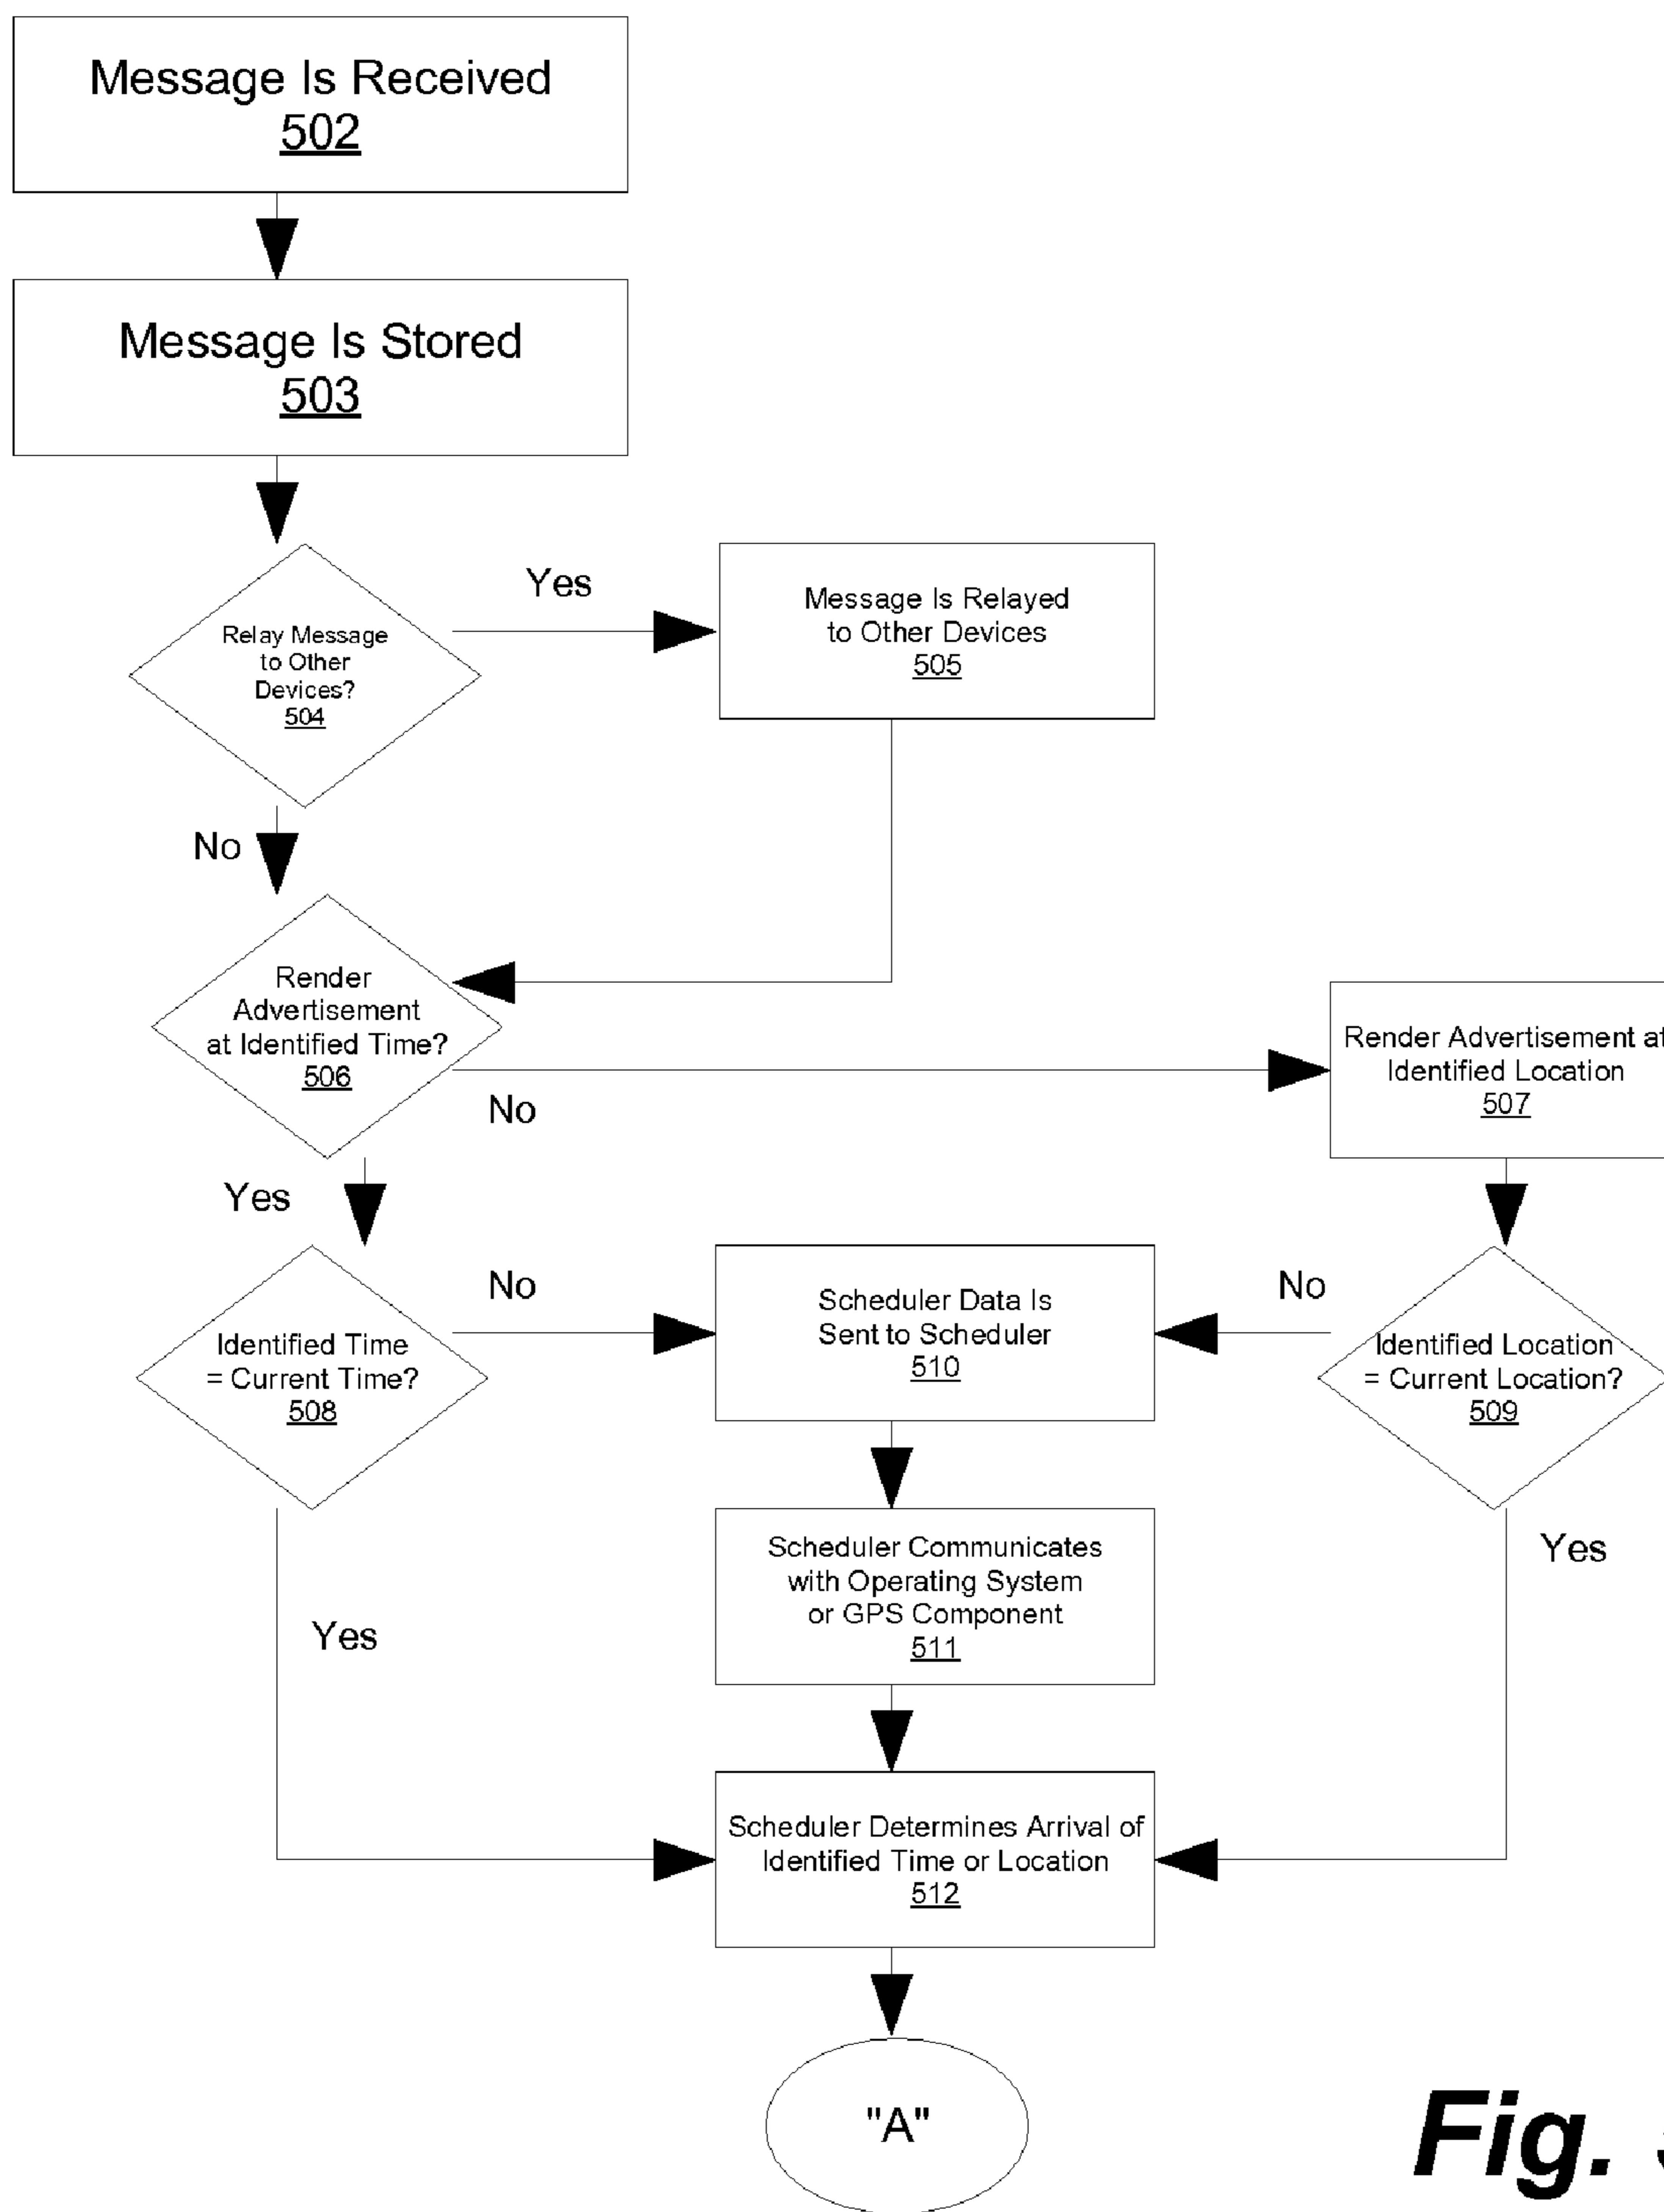 Message Is Received
502
Message Is Stored
503
Relay Message
to Other
Devices?
504
Yes
Message Is Relayed
to Other Devices
505
No
Render
Advertisement
at Identified Time?
506
No
Render Advertisement at
Identified Location
507
Yes
Identified Time
= Current Time?
508
No
Scheduler Data Is
Sent to Scheduler
510
No
Identified Location
= Current Location?
509
Scheduler Communicates
with Operating System
or GPS Component
511
Yes
Yes
Scheduler Determines Arrival of
Identified Time or Location
512
"A"
Fig.